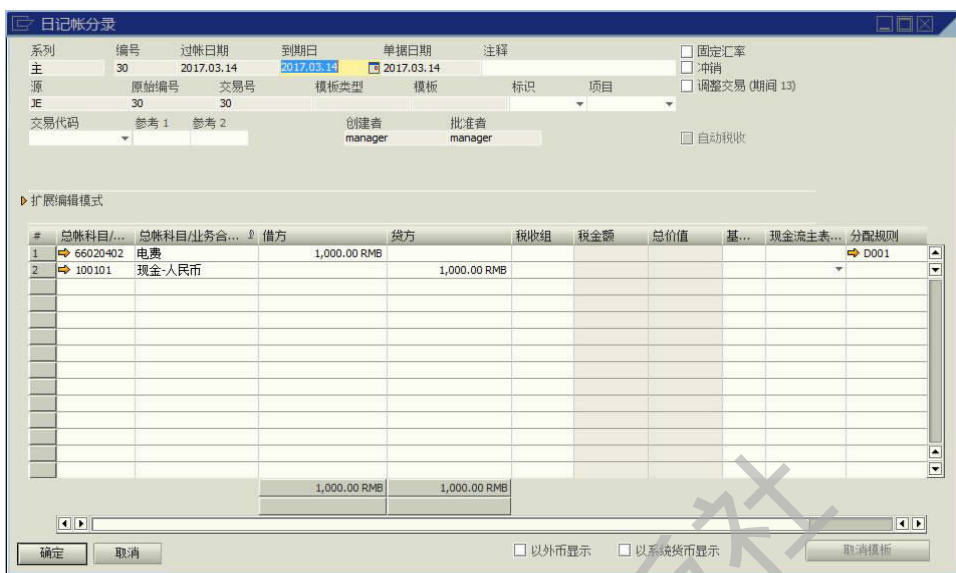 日记帐分录
系列 编号 过帐日期 到期日 单据日期 注释
固定汇率
主 30 2017.03.14 2017.03.14 2017.03.14
冲销
源 原始编号 交易号 模板类型 模板 标识 项目
调整交易 (期间 13)
JE 30 30
交易代码 参考 1 参考 2 创建者 批准者
manager manager
自动税收
扩展编辑模式
# 总帐科目/... 总帐科目/业务合... 借方 贷方 税收组 税金额 总价值 基... 现金流主表... 分配规则
1 66020402 电费 1,000.00 RMB D001
2 100101 现金-人民币 1,000.00 RMB
1,000.00 RMB 1,000.00 RMB
确定 取消 以外币显示 以系统货币显示 取消模板